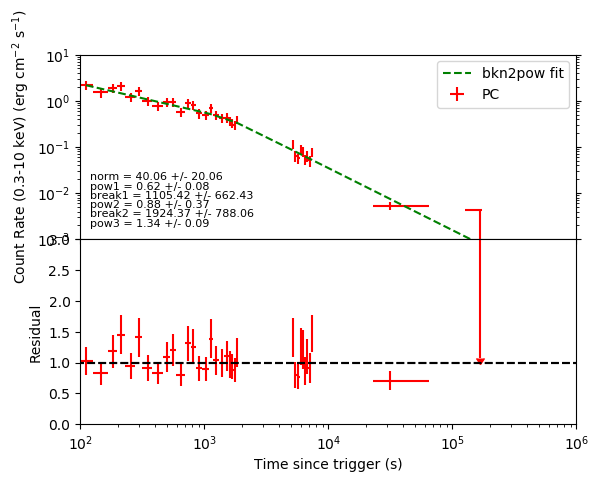 Count Rate (0.3-10 keV) (erg cm⁻² s⁻¹)
10¹
10⁰
10⁻¹
10⁻²
10⁻³
bkn2pow fit
PC
norm = 40.06 +/- 20.06
pow1 = 0.62 +/- 0.08
break1 = 1105.42 +/- 662.43
pow2 = 0.88 +/- 0.37
break2 = 1924.37 +/- 788.06
pow3 = 1.34 +/- 0.09
Residual
3.0
2.5
2.0
1.5
1.0
0.5
0.0
10² 10³ 10⁴ 10⁵ 10⁶
Time since trigger (s)